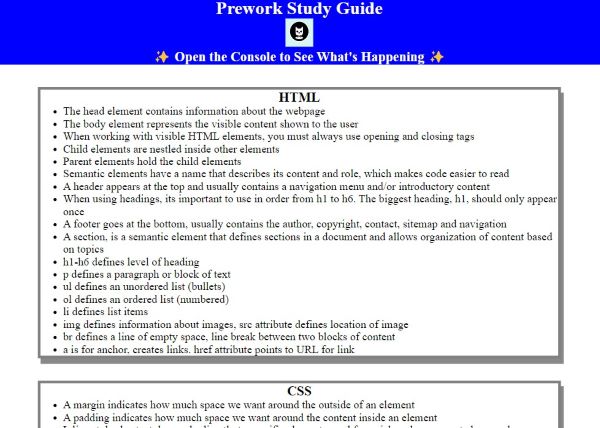 Prework Study Guide
✨ Open the Console to See What's Happening ✨
HTML
• The head element contains information about the webpage
• The body element represents the visible content shown to the user
• When working with visible HTML elements, you must always use opening and closing tags
• Child elements are nestled inside other elements
• Parent elements hold the child elements
• Semantic elements have a name that describes its content and role, which makes code easier to read
• A header appears at the top and usually contains a navigation menu and/or introductory content
• When using headings, its important to use in order from h1 to h6. The biggest heading, h1, should only appear
once
• A footer goes at the bottom, usually contains the author, copyright, contact, sitemap and navigation
• A section, is a semantic element that defines sections in a document and allows organization of content based
on topics
• h1-h6 defines level of heading
• p defines a paragraph or block of text
• ul defines an unordered list (bullets)
• ol defines an ordered list (numbered)
• li defines list items
• img defines information about images, src attribute defines location of image
• br defines a line of empty space, line break between two blocks of content
• a is for anchor, creates links. href attribute points to URL for link
CSS
• A margin indicates how much space we want around the outside of an element
• A padding indicates how much space we want around the content inside an element